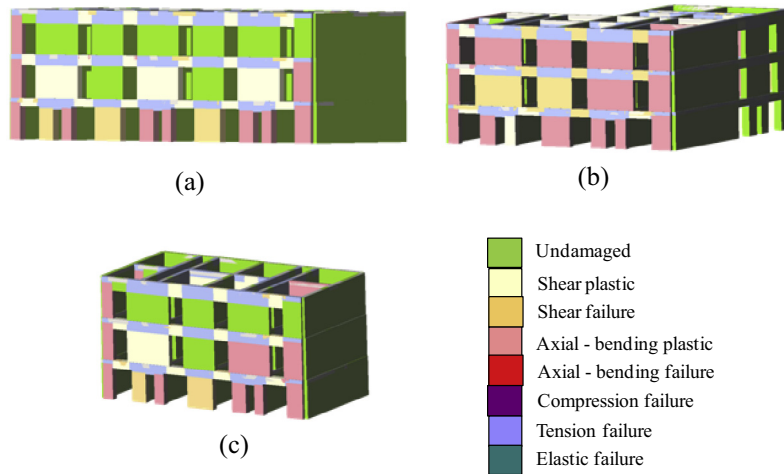 (a)
(b)
(c)
Undamaged
Shear plastic
Shear failure
Axial - bending plastic
Axial - bending failure
Compression failure
Tension failure
Elastic failure